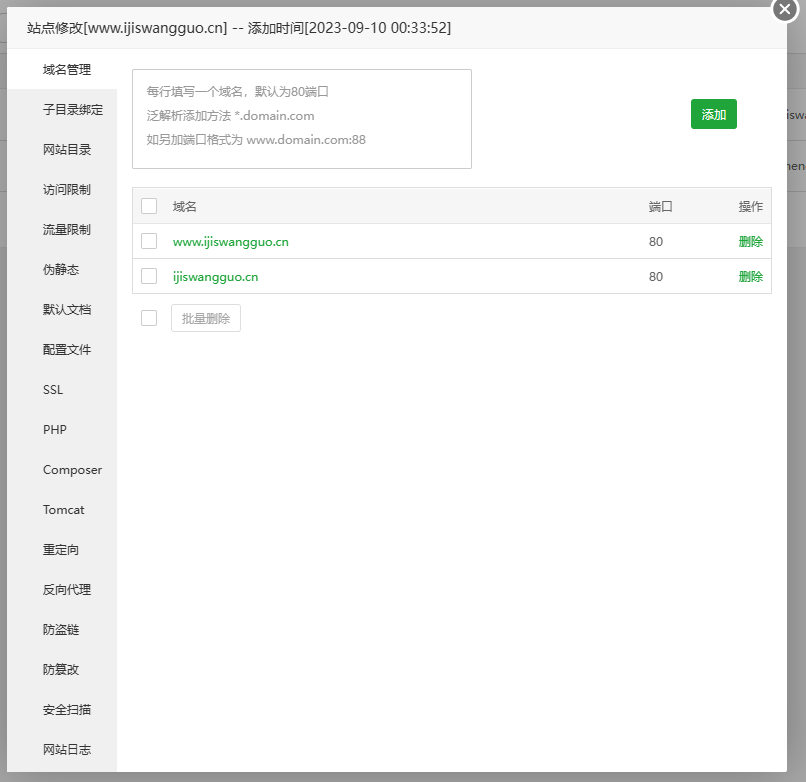 站点修改[www.ijiswangguo.cn] -- 添加时间[2023-09-10 00:33:52]
域名管理
子目录绑定
网站目录
访问限制
流量限制
伪静态
默认文档
配置文件
SSL
PHP
Composer
Tomcat
重定向
反向代理
防盗链
防篡改
安全扫描
网站日志
每行填写一个域名，默认为80端口
泛解析添加方法 *.domain.com
如另加端口格式为 www.domain.com:88
添加
域名 端口 操作
www.ijiswangguo.cn 80 删除
ijiswangguo.cn 80 删除
批量删除